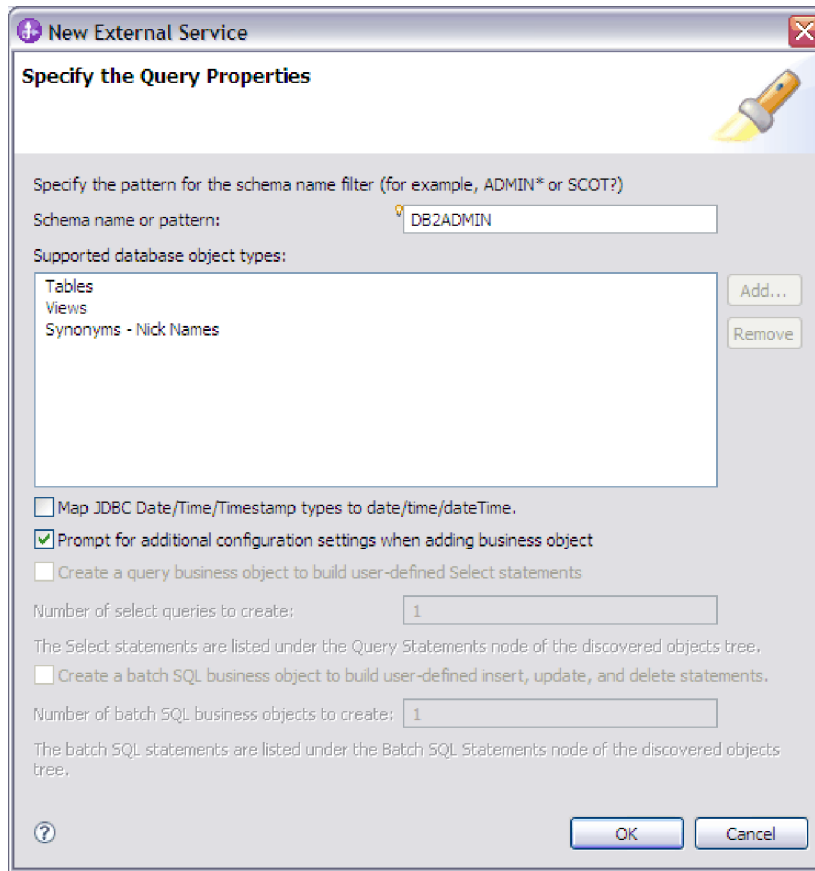 New External Service
Specify the Query Properties
Specify the pattern for the schema name filter (for example, ADMIN* or SCOT?)
Schema name or pattern:
DB2ADMIN
Supported database object types:
Tables
Views
Synonyms - Nick Names
Add...
Remove
Map JDBC Date/Time/Timestamp types to date/time/dateTime.
Prompt for additional configuration settings when adding business object
Create a query business object to build user-defined Select statements
Number of select queries to create:
1
The Select statements are listed under the Query Statements node of the discovered objects tree.
Create a batch SQL business object to build user-defined insert, update, and delete statements.
Number of batch SQL business objects to create:
1
The batch SQL statements are listed under the Batch SQL Statements node of the discovered objects
tree.
?
OK
Cancel